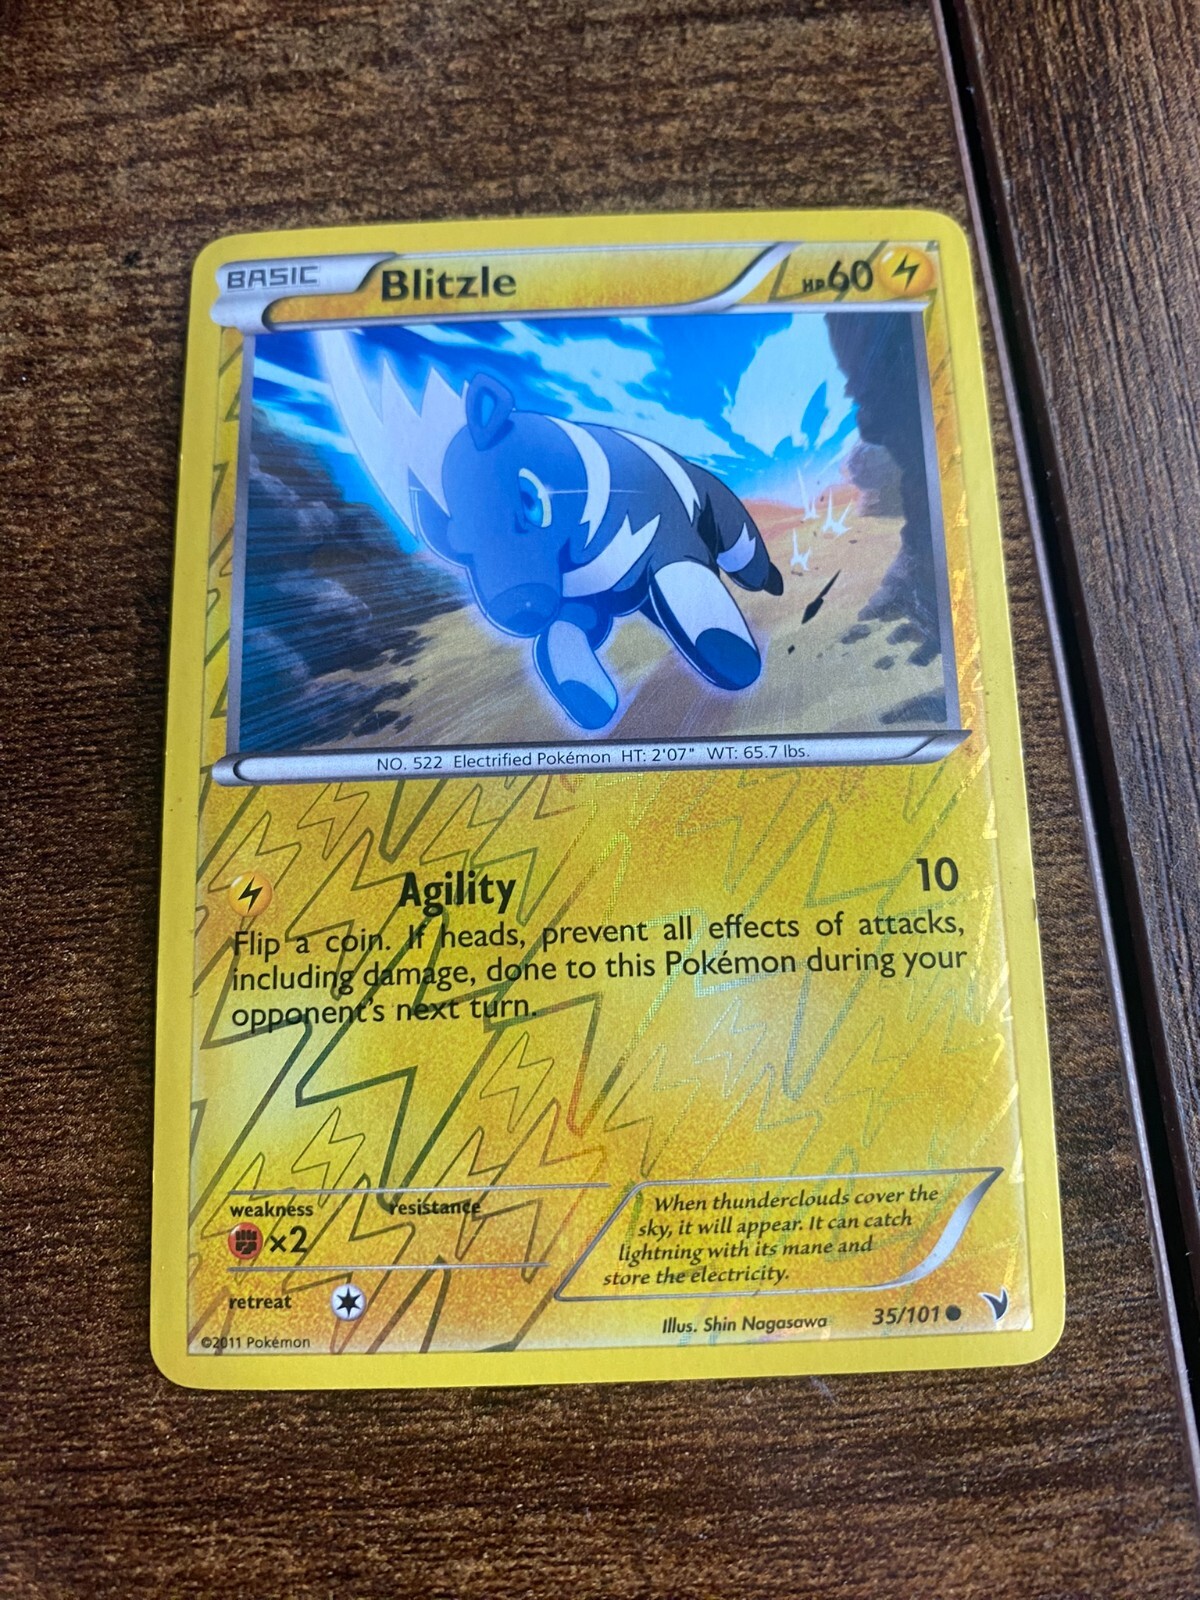 BASIC Blitzle HP60
NO. 522 Electrified Pokémon HT: 2'07" WT: 65.7 lbs.
Agility 10
Flip a coin. If heads, prevent all effects of attacks,
including damage, done to this Pokémon during your
opponent's next turn.
weakness resistance
×2
retreat
When thunderclouds cover the
sky, it will appear. It can catch
lightning with its mane and
store the electricity.
Illus. Shin Nagasawa 35/101
©2011 Pokémon